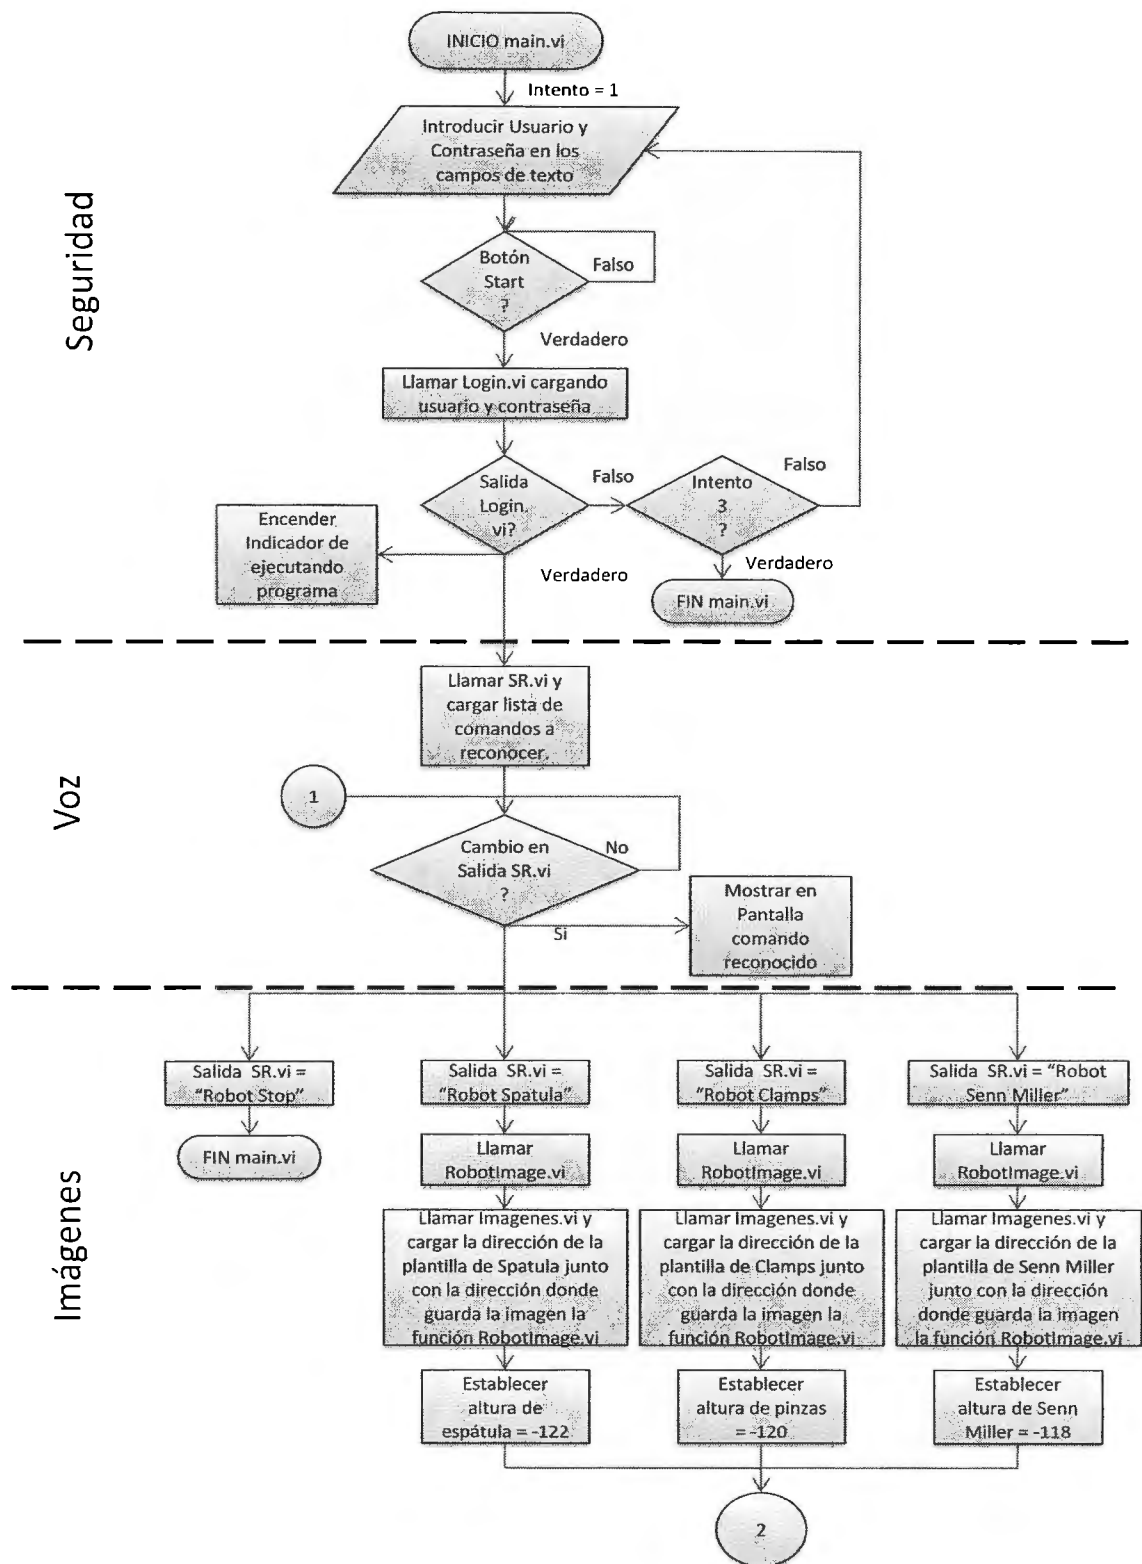 INICIO main.vi
Intento = 1
Introducir Usuario y
Contraseña en los
campos de texto
Seguridad
Botón
Start
?
Falso
Verdadero
Llamar Login.vi cargando
usuario y contraseña
Salida
Login.
vi?
Falso
Intento
3
?
Falso
Encender
Indicador de
ejecutando
programa
Verdadero
Verdadero
FIN main.vi
Voz
Llamar SR.vi y
cargar lista de
comandos a
reconocer.
1
Cambio en
Salida SR.vi
?
No
Si
Mostrar en
Pantalla
comando
reconocido
Imágenes
Salida SR.vi =
“Robot Stop”
FIN main.vi
Salida SR.vi =
“Robot Spatula”
Llamar
RobotImage.vi
Llamar Imagenes.vi y
cargar la dirección de la
plantilla de Spatula junto
con la dirección donde
guarda la imagen la
función RobotImage.vi
Establecer
altura de
espátula = -122
Salida SR.vi =
“Robot Clamps”
Llamar
RobotImage.vi
Llamar Imagenes.vi y
cargar la dirección de la
plantilla de Clamps junto
con la dirección donde
guarda la imagen la
función RobotImage.vi
Establecer
altura de pinzas
= -120
Salida SR.vi = “Robot
Senn Miller”
Llamar
RobotImage.vi
Llamar Imagenes.vi y
cargar la dirección de la
plantilla de Senn Miller
junto con la dirección
donde guarda la imagen
la función RobotImage.vi
Establecer
altura de Senn
Miller = -118
2